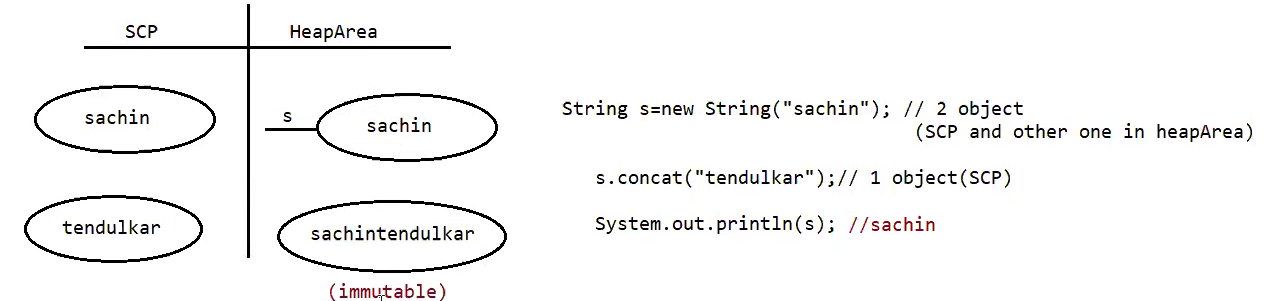 SCP HeapArea
sachin
s
sachin
tendulkar
sachintendulkar
(immutable)
String s=new String("sachin"); // 2 object
(SCP and other one in heapArea)
s.concat("tendulkar");// 1 object(SCP)
System.out.println(s); //sachin